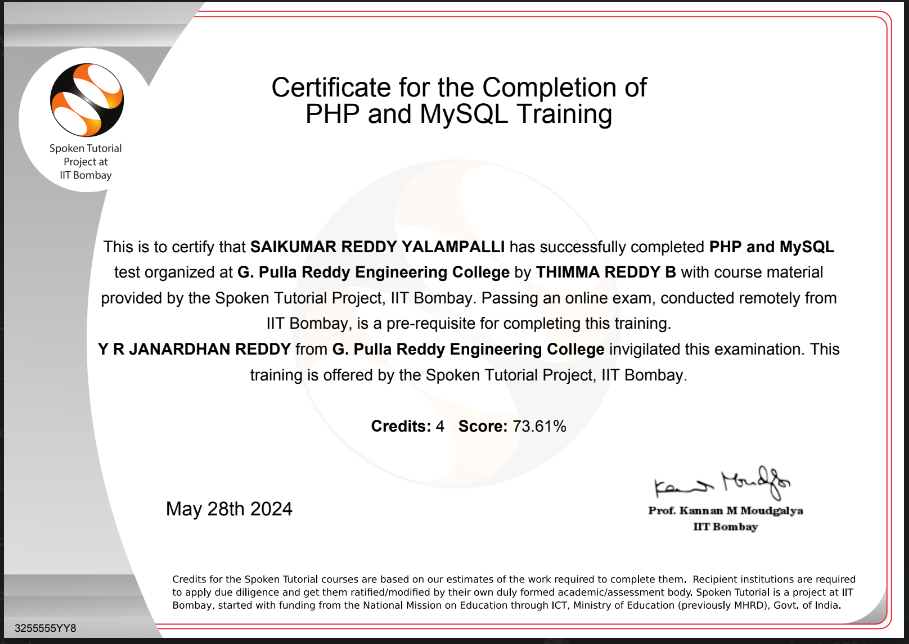 Certificate for the Completion of
PHP and MySQL Training
Spoken Tutorial
Project at
IIT Bombay
This is to certify that SAIKUMAR REDDY YALAMPALLI has successfully completed PHP and MySQL
test organized at G. Pulla Reddy Engineering College by THIMMA REDDY B with course material
provided by the Spoken Tutorial Project, IIT Bombay. Passing an online exam, conducted remotely from
IIT Bombay, is a pre-requisite for completing this training.
Y R JANARDHAN REDDY from G. Pulla Reddy Engineering College invigilated this examination. This
training is offered by the Spoken Tutorial Project, IIT Bombay.
Credits: 4 Score: 73.61%
May 28th 2024
Prof. Kannan M Moudgalya
IIT Bombay
Credits for the Spoken Tutorial courses are based on our estimates of the work required to complete them. Recipient institutions are required
to apply due diligence and get them ratified/modified by their own duly formed academic/assessment body. Spoken Tutorial is a project at IIT
Bombay, started with funding from the National Mission on Education through ICT, Ministry of Education (previously MHRD), Govt. of India.
3255555YY8